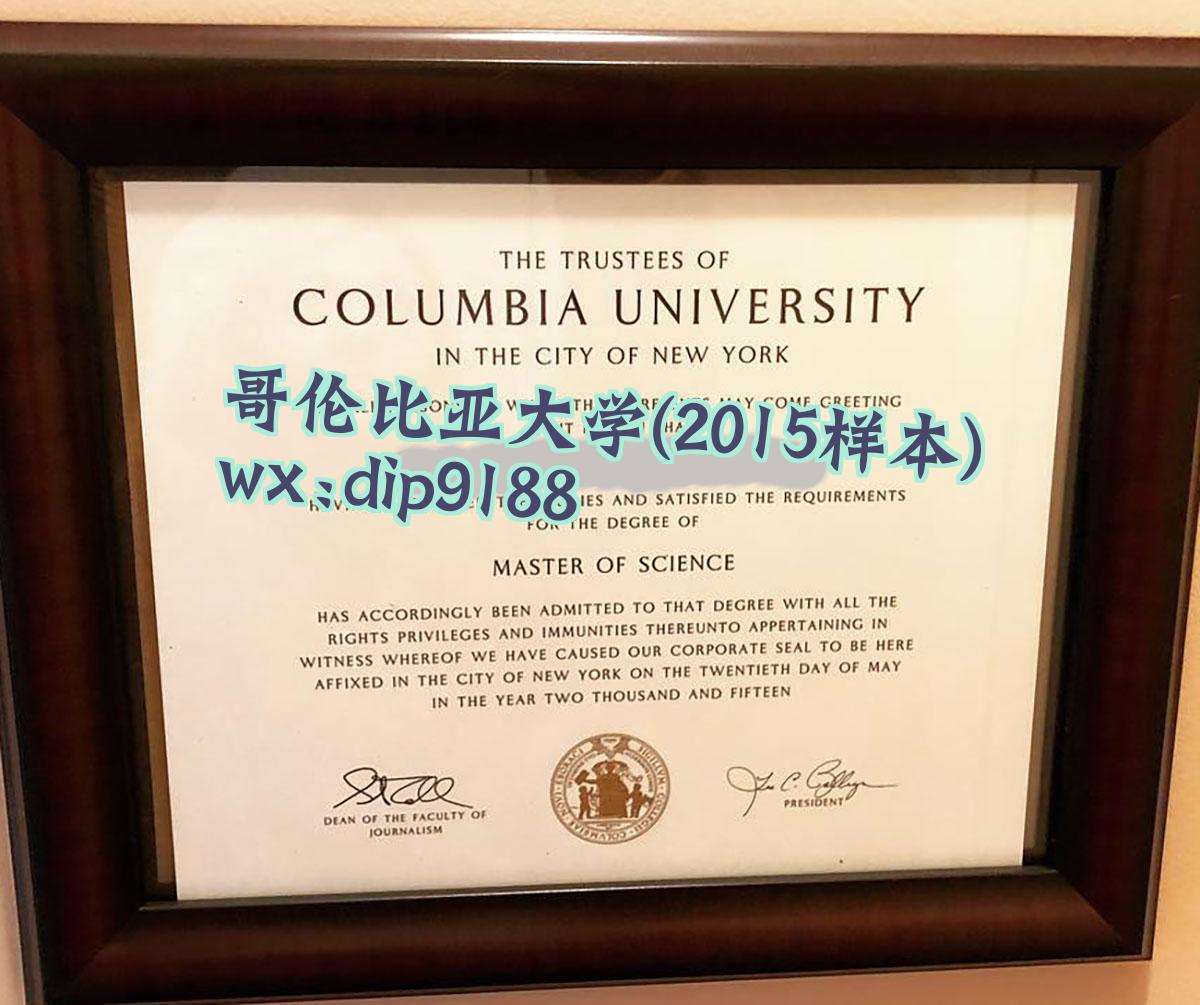 THE TRUSTEES OF
COLUMBIA UNIVERSITY
IN THE CITY OF NEW YORK
MAY COME GREETING
哥伦比亚大学(2015样本)
wx:dip9188
AND SATISFIED THE REQUIREMENTS
FOR THE DEGREE OF
MASTER OF SCIENCE
HAS ACCORDINGLY BEEN ADMITTED TO THAT DEGREE WITH ALL THE
RIGHTS PRIVILEGES AND IMMUNITIES THEREUNTO APPERTAINING IN
WITNESS WHEREOF WE HAVE CAUSED OUR CORPORATE SEAL TO BE HERE
AFFIXED IN THE CITY OF NEW YORK ON THE TWENTIETH DAY OF MAY
IN THE YEAR TWO THOUSAND AND FIFTEEN
DEAN OF THE FACULTY OF
JOURNALISM
PRESIDENT